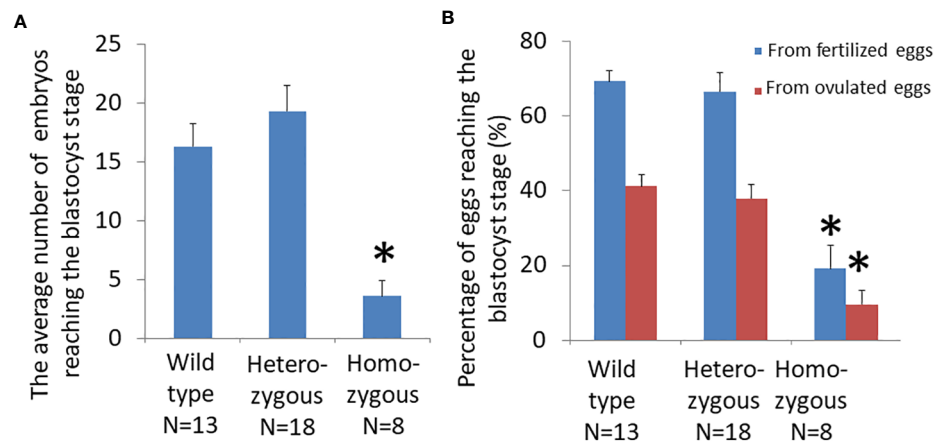 A
The average number of embryos
reaching the blastocyst stage
25
20
15
10
5
0
*
Wild
type
N=13
Hetero-
zygous
N=18
Homo-
zygous
N=8
B
Percentage of eggs reaching the
blastocyst stage (%)
80
60
40
20
0
From fertilized eggs
From ovulated eggs
*
*
Wild
type
N=13
Hetero-
zygous
N=18
Homo-
zygous
N=8